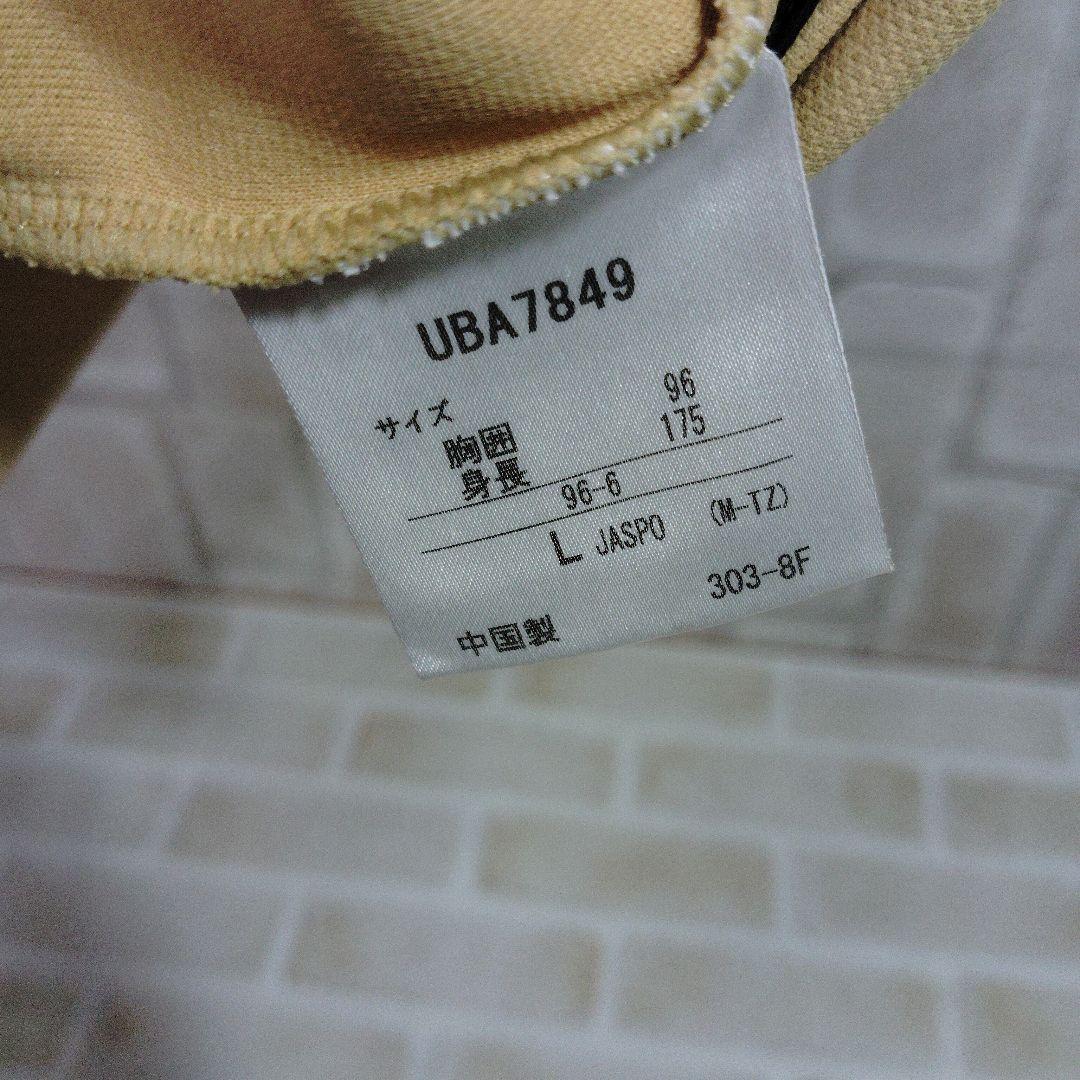 UBA7849
サイズ
胸囲 96
身長 175
96-6
L JASPO (M-TZ)
303-8F
中国製